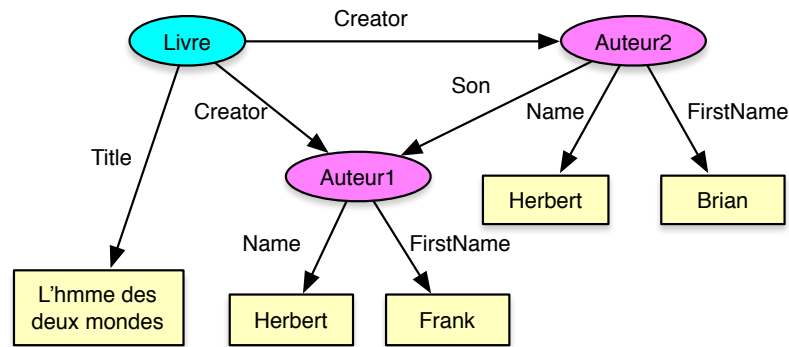 Creator
Livre
Auteur2
Son
Creator
Name
FirstName
Title
Auteur1
Herbert
Brian
Name
FirstName
L'hmme des
deux mondes
Herbert
Frank